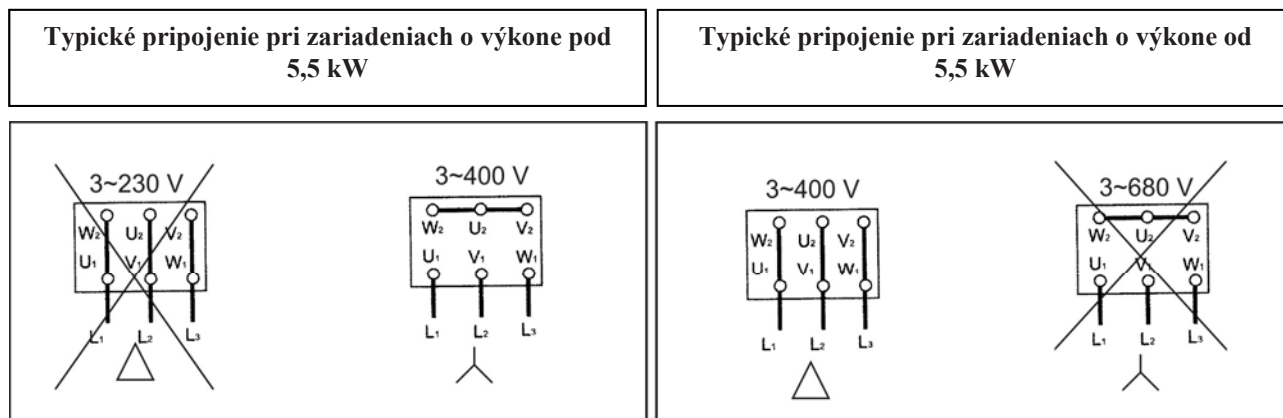 Typické pripojenie pri zariadeniach o výkone pod
5,5 kW
Typické pripojenie pri zariadeniach o výkone od
5,5 kW
3~230 V
W₂ U₂ V₂
U₁ V₁ W₁
L₁ L₂ L₃
3~400 V
W₂ U₂ V₂
U₁ V₁ W₁
L₁ L₂ L₃
3~400 V
W₂ U₂ V₂
U₁ V₁ W₁
L₁ L₂ L₃
3~680 V
W₂ U₂ V₂
U₁ V₁ W₁
L₁ L₂ L₃